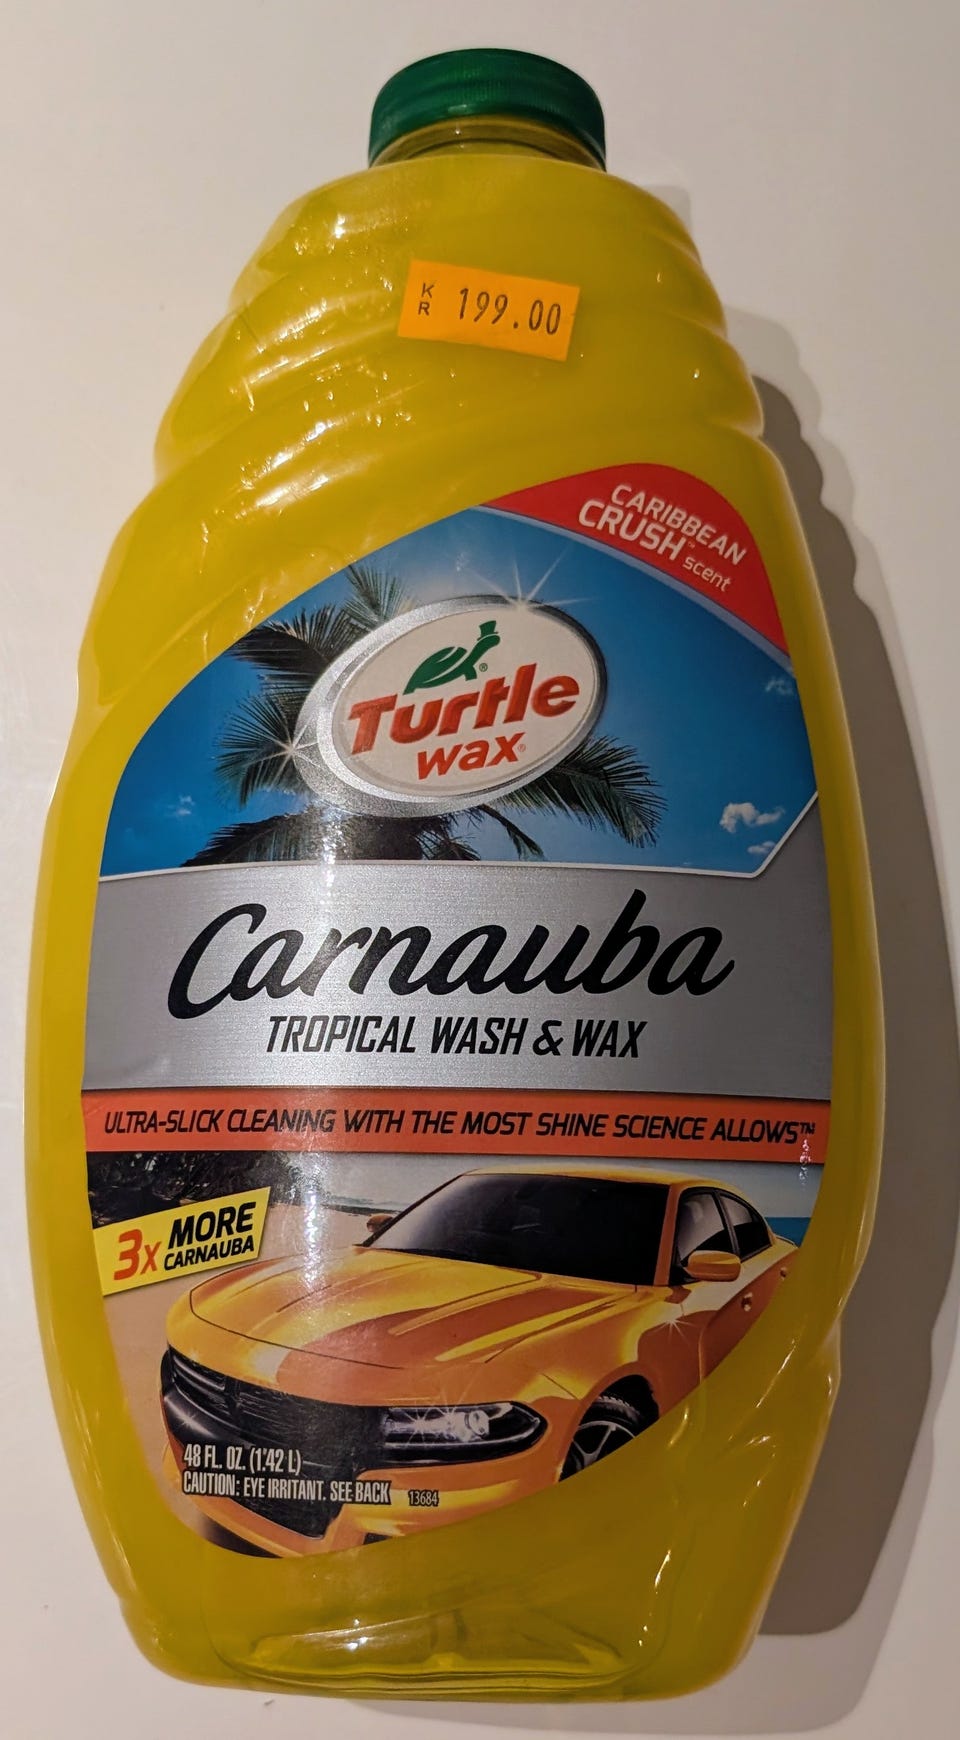 KR 199.00
CARIBBEAN
CRUSH™ scent
Turtle®
wax®
Carnauba
TROPICAL WASH & WAX
ULTRA-SLICK CLEANING WITH THE MOST SHINE SCIENCE ALLOWS™
3x MORE
CARNAUBA
48 FL. OZ. (1.42 L)
CAUTION: EYE IRRITANT. SEE BACK 13684